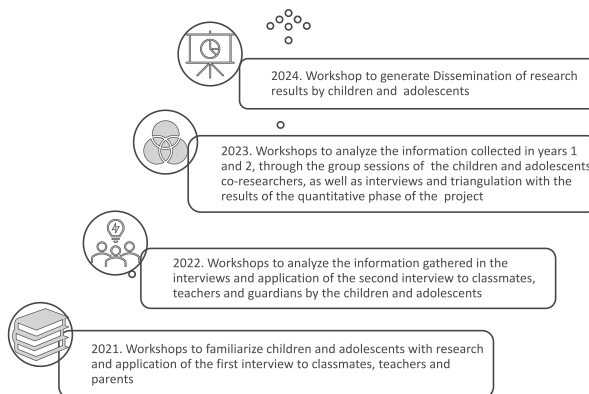 2024. Workshop to generate Dissemination of research
results by children and adolescents
2023. Workshops to analyze the information collected in years 1
and 2, through the group sessions of the children and adolescents
co-researchers, as well as interviews and triangulation with the
results of the quantitative phase of the project
2022. Workshops to analyze the information gathered in the
interviews and application of the second interview to classmates,
teachers and guardians by the children and adolescents
2021. Workshops to familiarize children and adolescents with research
and application of the first interview to classmates, teachers and
parents